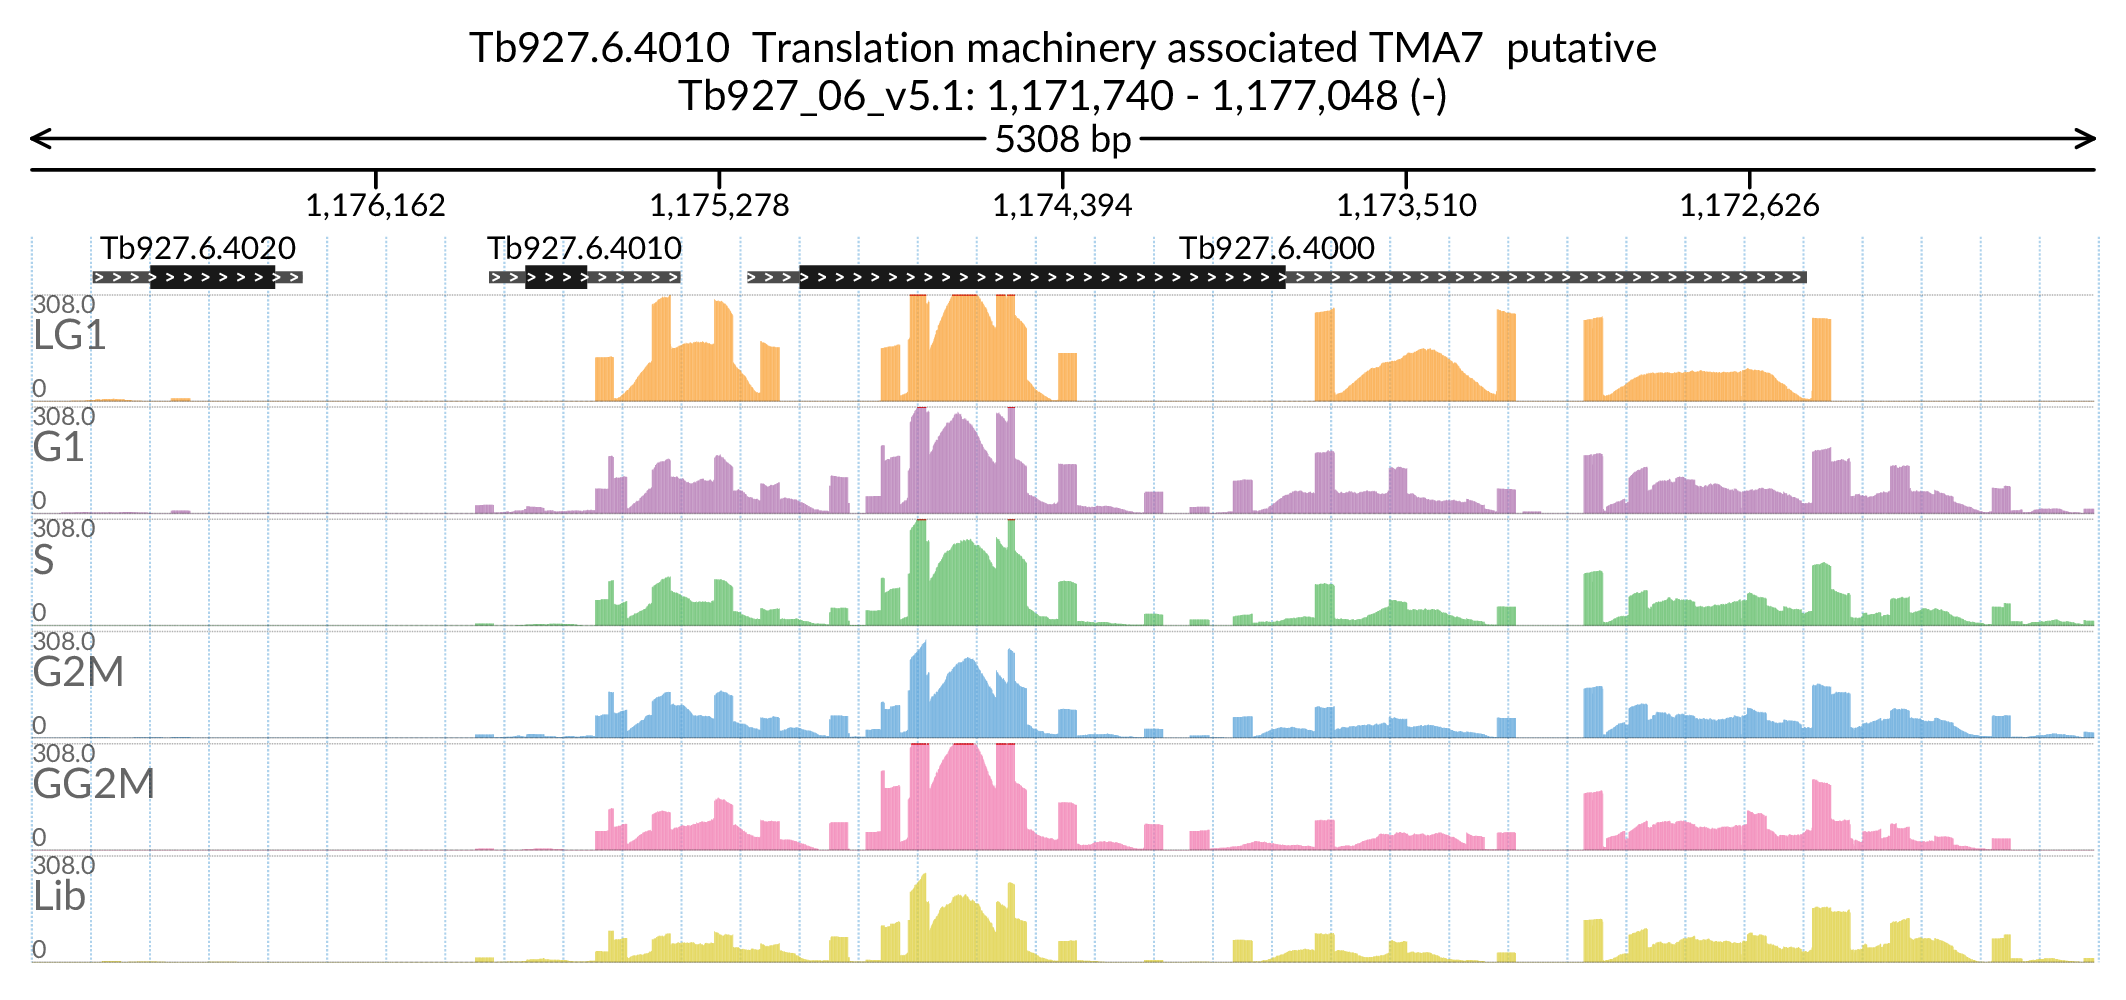 Tb927.6.4010  Translation machinery associated TMA7  putative
Tb927_06_v5.1: 1,171,740 - 1,177,048 (-)
5308 bp
1,176,162 1,175,278 1,174,394 1,173,510 1,172,626
Tb927.6.4020 Tb927.6.4010 Tb927.6.4000
308.0
LG1
0
308.0
G1
0
308.0
S
0
308.0
G2M
0
308.0
GG2M
0
308.0
Lib
0